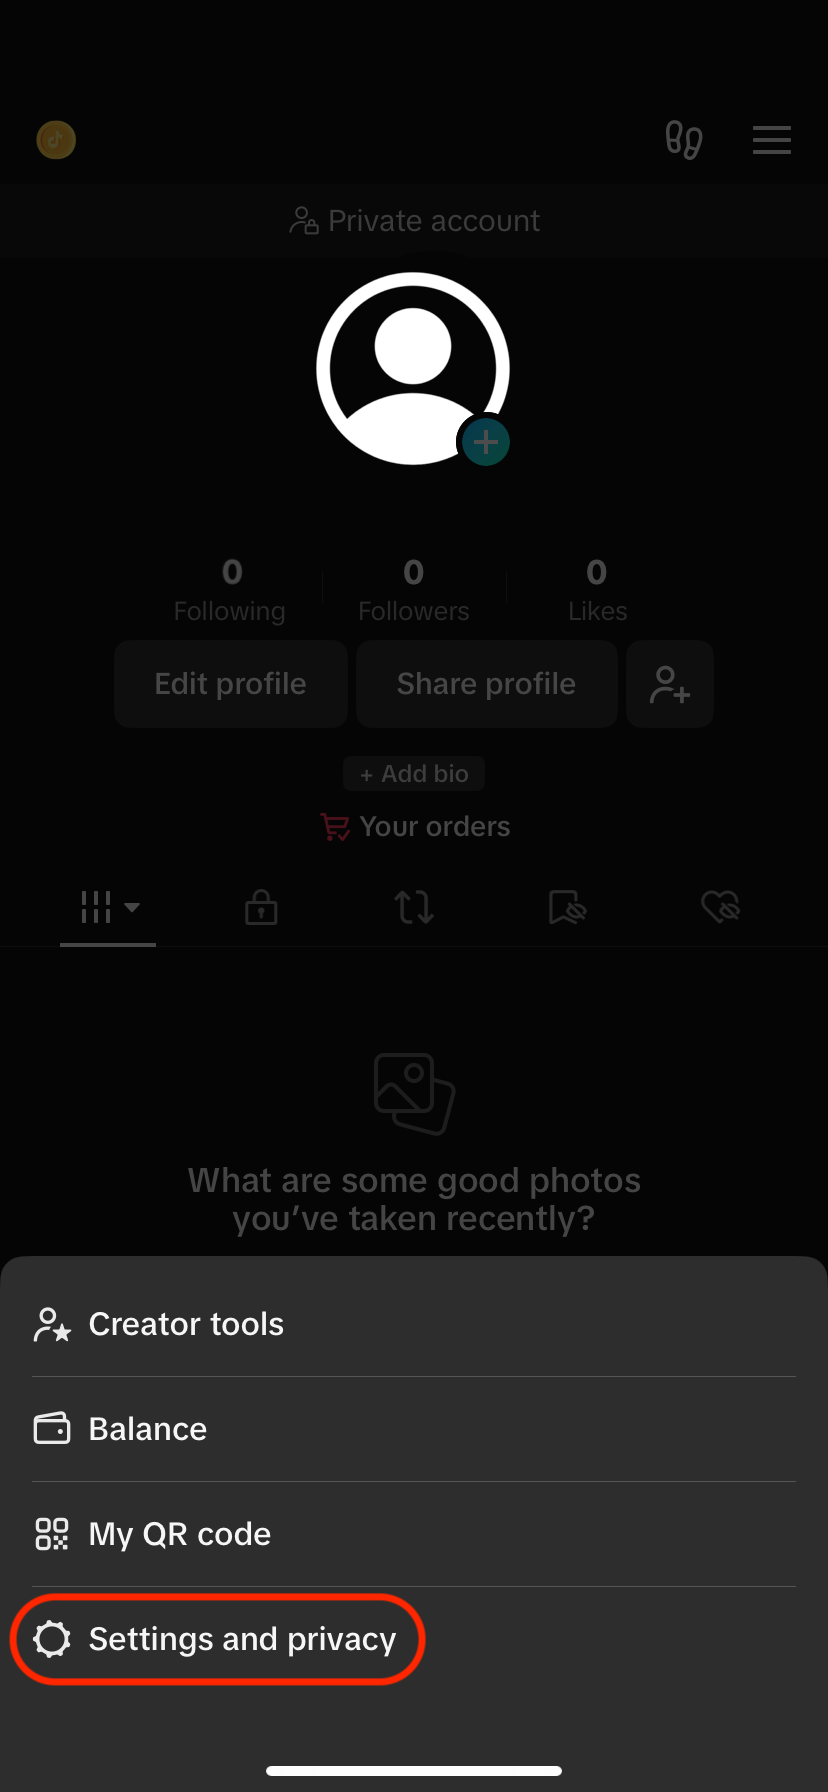 Private account
0
Following
0
Followers
0
Likes
Edit profile
Share profile
+ Add bio
Your orders
What are some good photos
you’ve taken recently?
Creator tools
Balance
My QR code
Settings and privacy